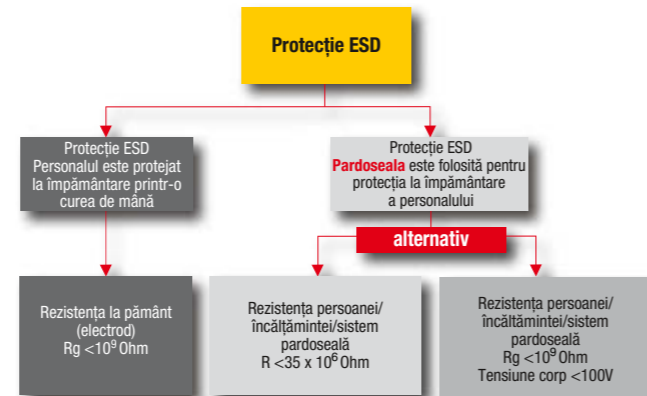 Protecție ESD
Protecție ESD
Personalul este protejat
la împământare printr-o
curea de mână
Protecție ESD
Pardoseala este folosită pentru
protecția la împământare
a personalului
alternativ
Rezistența la pământ
(electrod)
Rg <10⁹ Ohm
Rezistența persoanei/
încălțămintei/sistem
pardoseală
R <35 x 10⁶ Ohm
Rezistența persoanei/
încăltămintei/sistem
pardoseală
Rg <10⁹ Ohm
Tensiune corp <100V